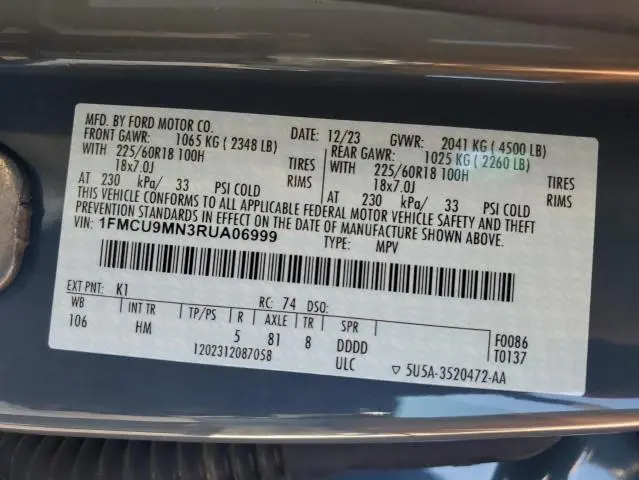 MFD. BY FORD MOTOR CO.
DATE: 12/23 GVWR: 2041 KG ( 4500 LB)
FRONT GAWR: 1065 KG ( 2348 LB)
REAR GAWR: 1025 KG ( 2260 LB)
WITH 225/60R18 100H TIRES
WITH 225/60R18 100H TIRES
18x7.0J RIMS
18x7.0J RIMS
AT 230 kPa/ 33 PSI COLD
AT 230 kPa/ 33 PSI COLD
THIS VEHICLE CONFORMS TO ALL APPLICABLE FEDERAL MOTOR VEHICLE SAFETY AND THEFT
PREVENTION STANDARDS IN EFFECT ON THE DATE OF MANUFACTURE SHOWN ABOVE.
VIN: 1FMCU9MN3RUA06999
TYPE: MPV
EXT PNT: K1 RC: 74 DSO:
WB INT TR TP/PS R AXLE TR SPR
106 HM 5 81 8 DDDD
F0086
T0137
1202312087058 ULC ▽ 5U5A-3520472-AA